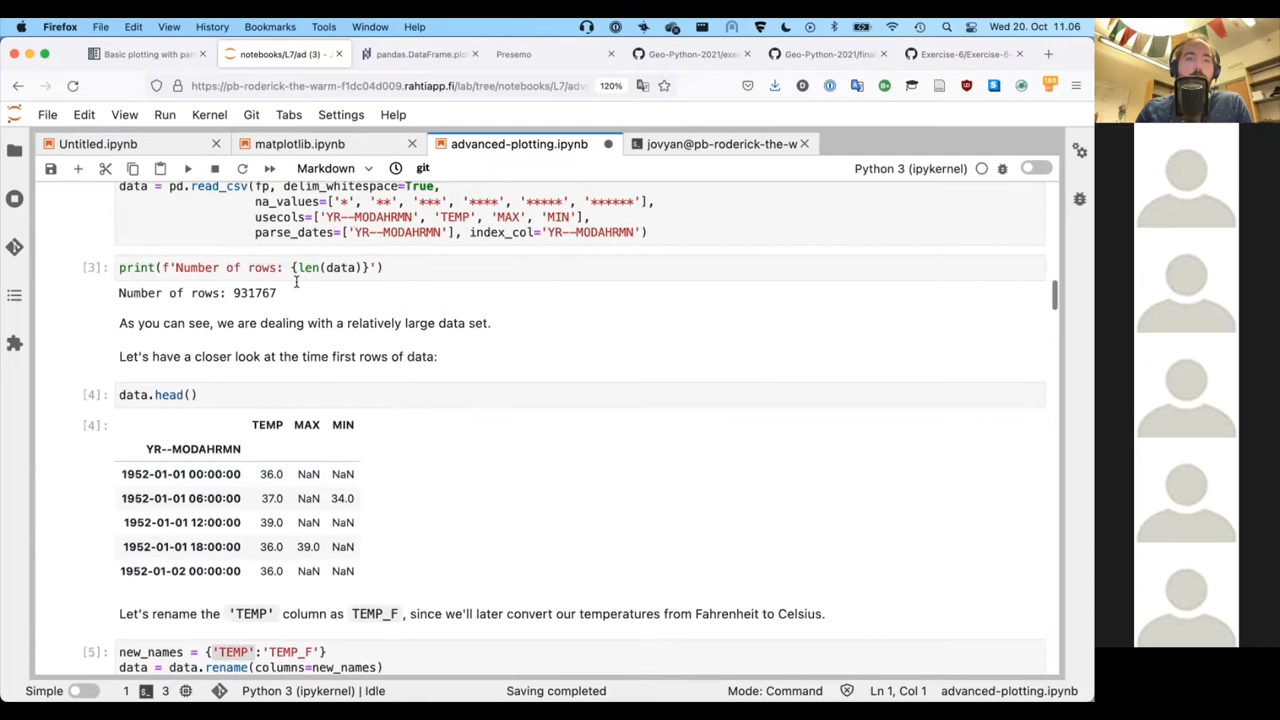 Firefox File Edit View History Bookmarks Tools Window Help Wed 20. Oct 11.06
Basic plotting with pan notebooks/L7/ad (3) - J pandas.DataFrame.plo Presemo Geo-Python-2021/exe Geo-Python-2021/final Exercise-6/Exercise-6-
https://pb-roderick-the-warm-f1dc04d009.rahtiapp.fi/lab/tree/notebooks/L7/adv 120%
File Edit View Run Kernel Git Tabs Settings Help
Untitled.ipynb matplotlib.ipynb advanced-plotting.ipynb jovyan@pb-roderick-the-w
Markdown git Python 3 (ipykernel)
data = pd.read_csv(fp, delim_whitespace=True,
na_values=['*', '**', '***', '****', '*****', '******'],
usecols=['YR--MODAHRMN', 'TEMP', 'MAX', 'MIN'],
parse_dates=['YR--MODAHRMN'], index_col='YR--MODAHRMN')
[3]: print(f'Number of rows: {len(data)}')
Number of rows: 931767
As you can see, we are dealing with a relatively large data set.
Let's have a closer look at the time first rows of data:
[4]: data.head()
[4]: TEMP MAX MIN
YR--MODAHRMN
1952-01-01 00:00:00 36.0 NaN NaN
1952-01-01 06:00:00 37.0 NaN 34.0
1952-01-01 12:00:00 39.0 NaN NaN
1952-01-01 18:00:00 36.0 39.0 NaN
1952-01-02 00:00:00 36.0 NaN NaN
Let's rename the 'TEMP' column as TEMP_F, since we'll later convert our temperatures from Fahrenheit to Celsius.
[5]: new_names = {'TEMP':'TEMP_F'}
data = data.rename(columns=new_names)
Simple 1 3 Python 3 (ipykernel) | Idle Saving completed Mode: Command Ln 1, Col 1 advanced-plotting.ipynb